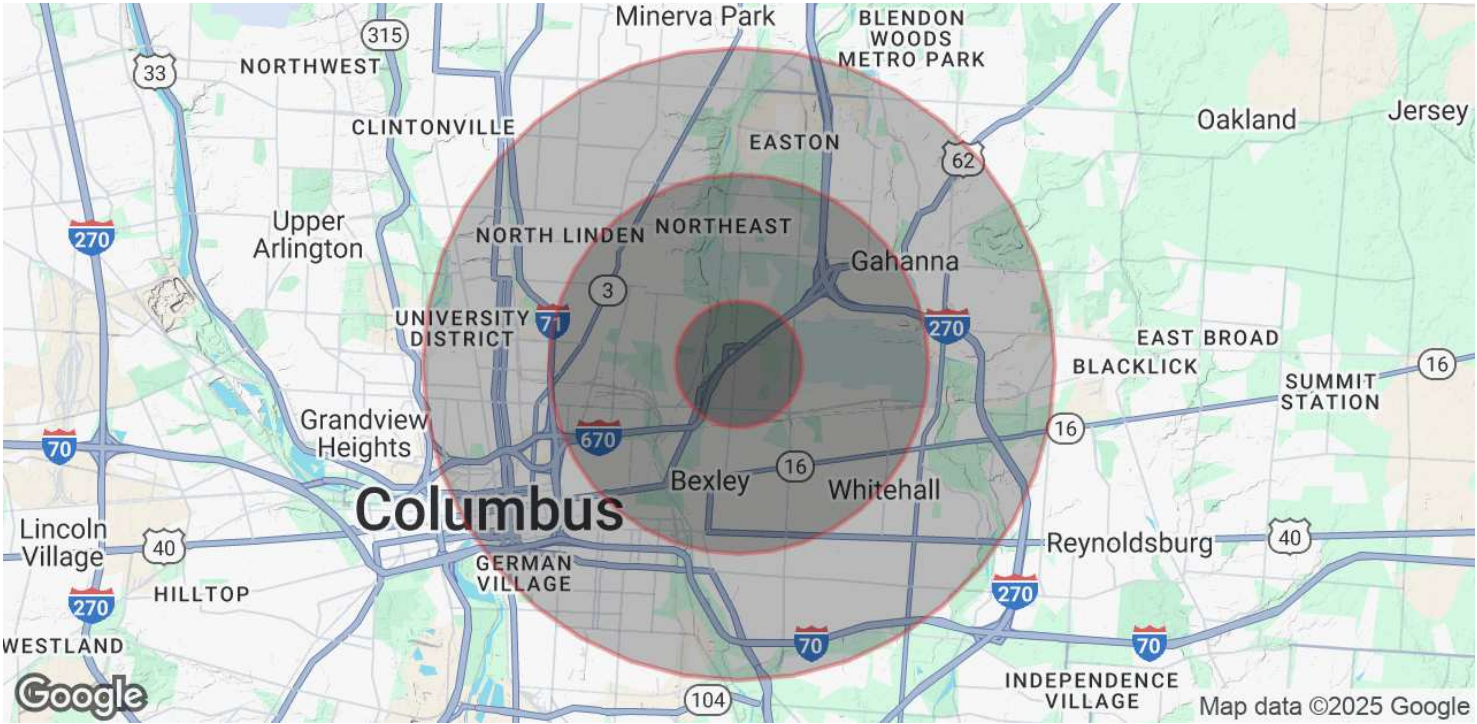 Minerva Park
BLENDON
WOODS
METRO PARK
315
33
NORTHWEST
Jersey
Oakland
CLINTONVILLE
EASTON
62
Upper
Arlington
270
NORTH LINDEN
NORTHEAST
Gahanna
3
UNIVERSITY
DISTRICT
71
270
EAST BROAD
BLACKLICK
16
SUMMIT
STATION
Grandview
Heights
70
670
16
16
Bexley
Whitehall
Columbus
Lincoln
Village
40
Reynoldsburg
40
GERMAN
VILLAGE
HILLTOP
270
270
WESTLAND
70
70
104
INDEPENDENCE
VILLAGE
Google
Map data ©2025 Google